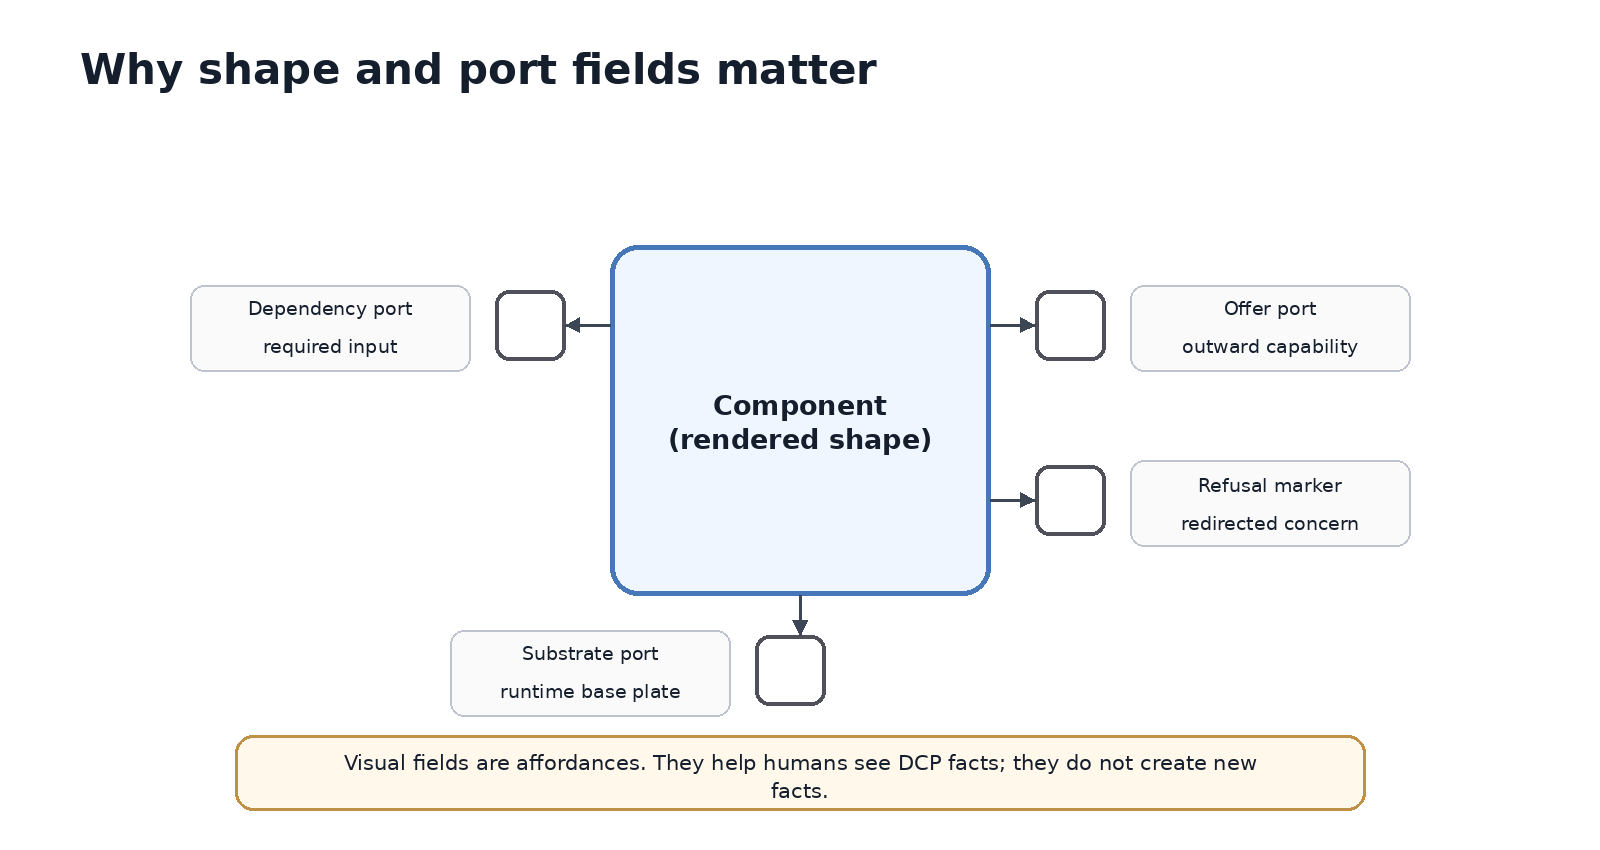 Why shape and port fields matter
Dependency port
required input
Offer port
outward capability
Component
(rendered shape)
Refusal marker
redirected concern
Substrate port
runtime base plate
Visual fields are affordances. They help humans see DCP facts; they do not create new
facts.